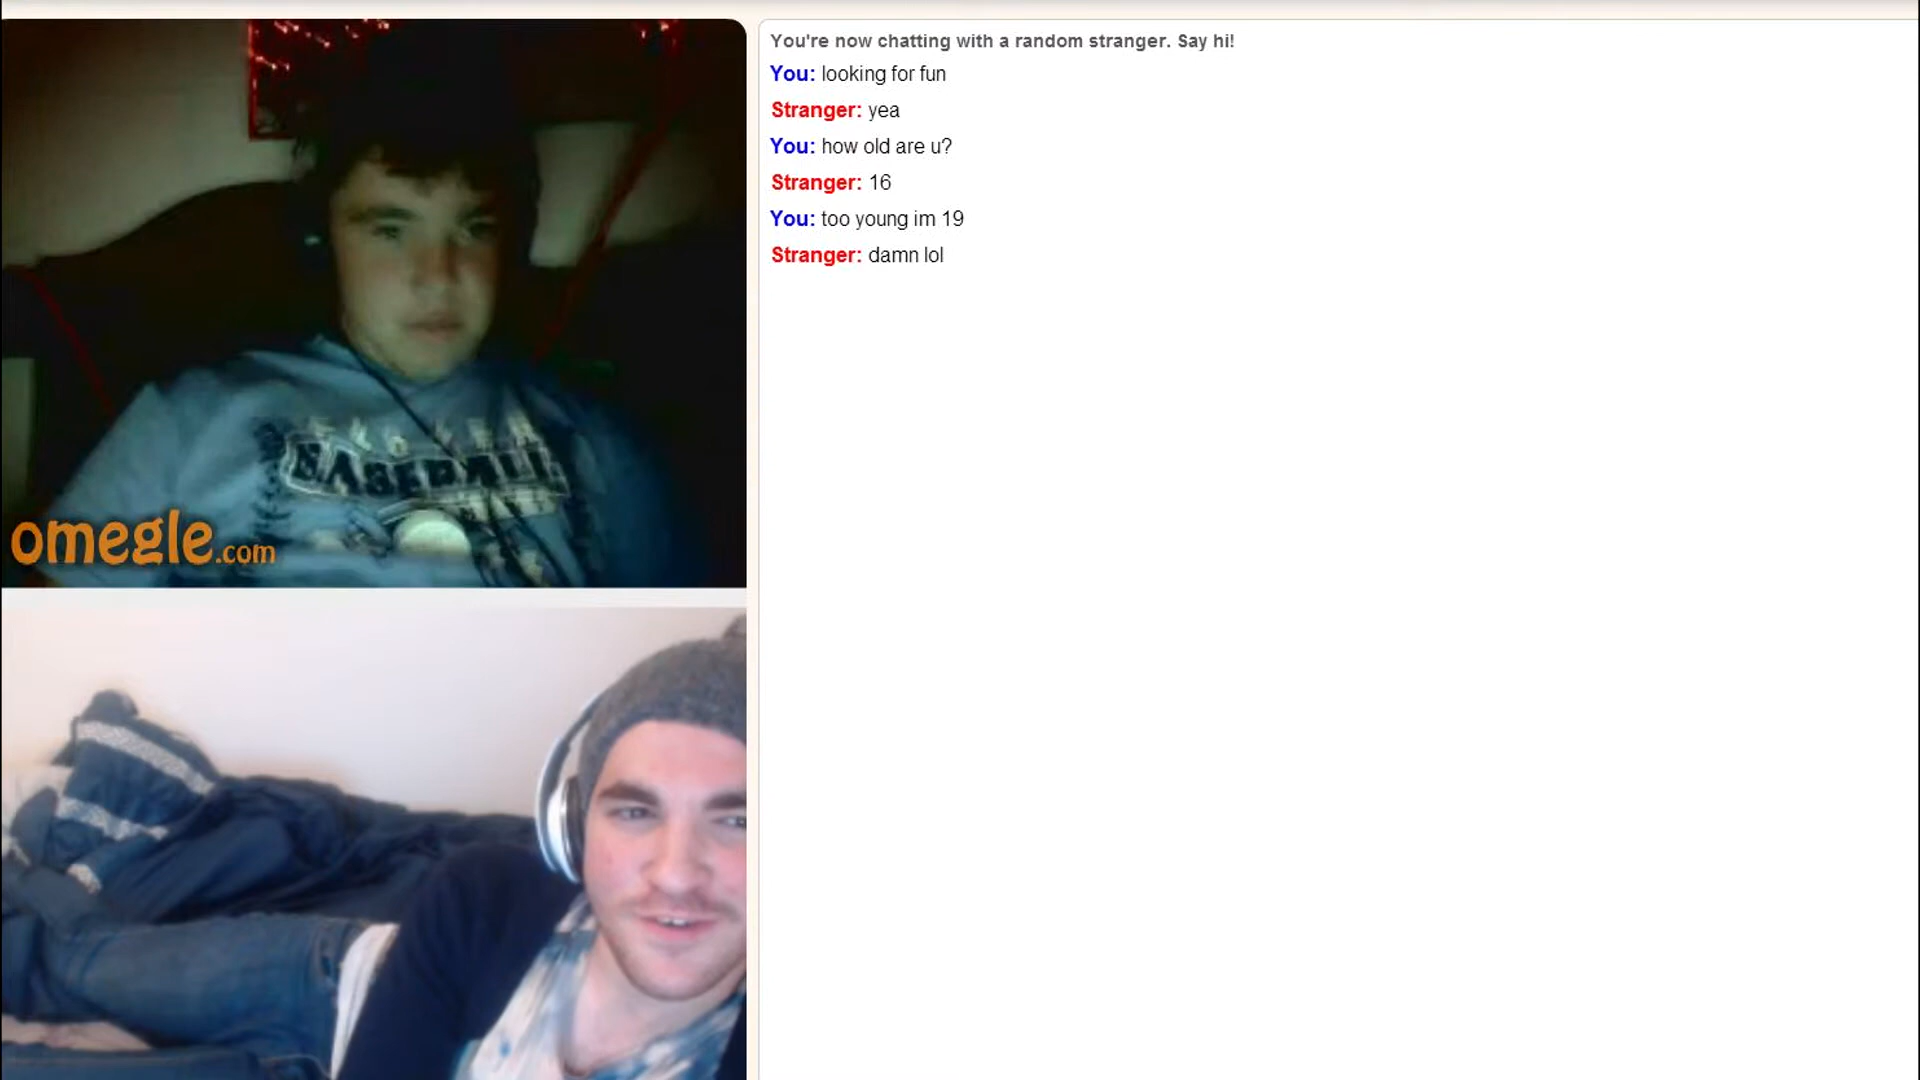 You're now chatting with a random stranger. Say hi!
You: looking for fun
Stranger: yea
You: how old are u?
Stranger: 16
You: too young im 19
Stranger: damn lol
BASEBALL
omegle.com